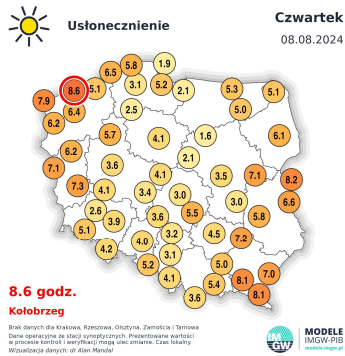 Usłonecznienie
Czwartek
08.08.2024
5.8 1.9
6.5
8.6 5.1 3.1 5.2 2.1 5.3 5.1
7.9
6.4 2.5 5.0
6.2
5.7 4.1 1.6 6.1
6.2 2.1
7.1 3.6 3.5 7.1 8.2
7.3 4.1 3.4 3.0 3.0 6.6
2.6 3.9 3.6 5.5 5.8
5.1 3.2 4.5 7.2
4.2 4.0 3.1
5.2 5.0
4.1 5.4 8.1 7.0
3.6 8.1
8.6 godz.
Kołobrzeg
Brak danych dla Krakowa, Rzeszowa, Olsztyna, Zamościa i Tarnowa
Dane operacyjne ze stacji synoptycznych. Prezentowane wartości
w procesie kontroli i weryfikacji mogą ulec zmianie. Czas lokalny.
Wizualizacja danych: dr Alan Mandal
IM
GW
MODELE
IMGW-PIB
modele.imgw.pl